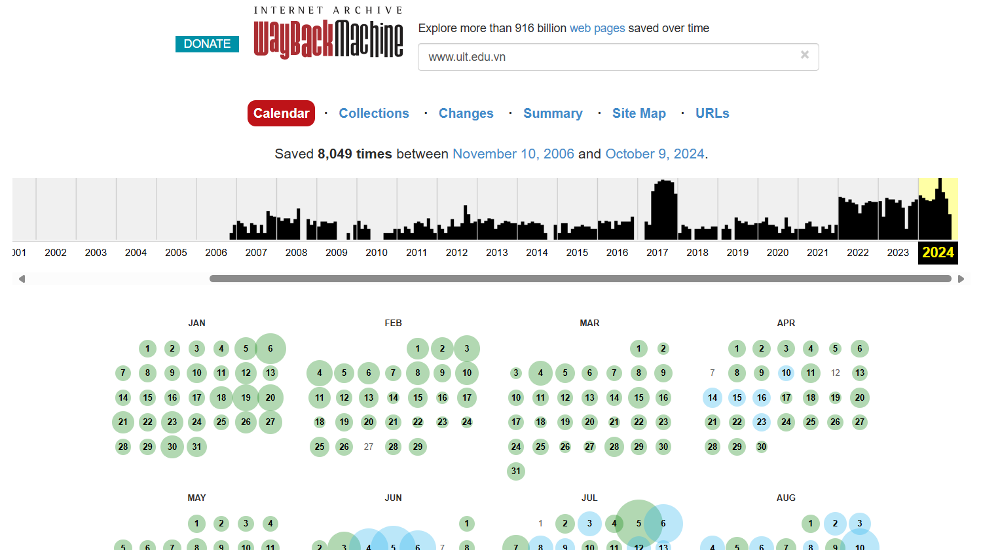 INTERNET ARCHIVE
DONATE
WayBackMachine
Explore more than 916 billion web pages saved over time
www.uit.edu.vn ×
Calendar · Collections · Changes · Summary · Site Map · URLs
Saved 8,049 times between November 10, 2006 and October 9, 2024.
001 2002 2003 2004 2005 2006 2007 2008 2009 2010 2011 2012 2013 2014 2015 2016 2017 2018 2019 2020 2021 2022 2023 2024
JAN
1 2 3 4 5 6
7 8 9 10 11 12 13
14 15 16 17 18 19 20
21 22 23 24 25 26 27
28 29 30 31
FEB
1 2 3
4 5 6 7 8 9 10
11 12 13 14 15 16 17
18 19 20 21 22 23 24
25 26 27 28 29
MAR
1 2
3 4 5 6 7 8 9
10 11 12 13 14 15 16
17 18 19 20 21 22 23
24 25 26 27 28 29 30
31
APR
1 2 3 4 5 6
7 8 9 10 11 12 13
14 15 16 17 18 19 20
21 22 23 24 25 26 27
28 29 30
MAY
1 2 3 4
5 6 7 8 9 10 11
JUN
1
2 3 4 5 6 7 8
JUL
1 2 3 4 5 6
7 8 9 10 11 12 13
AUG
1 2 3
4 5 6 7 8 9 10